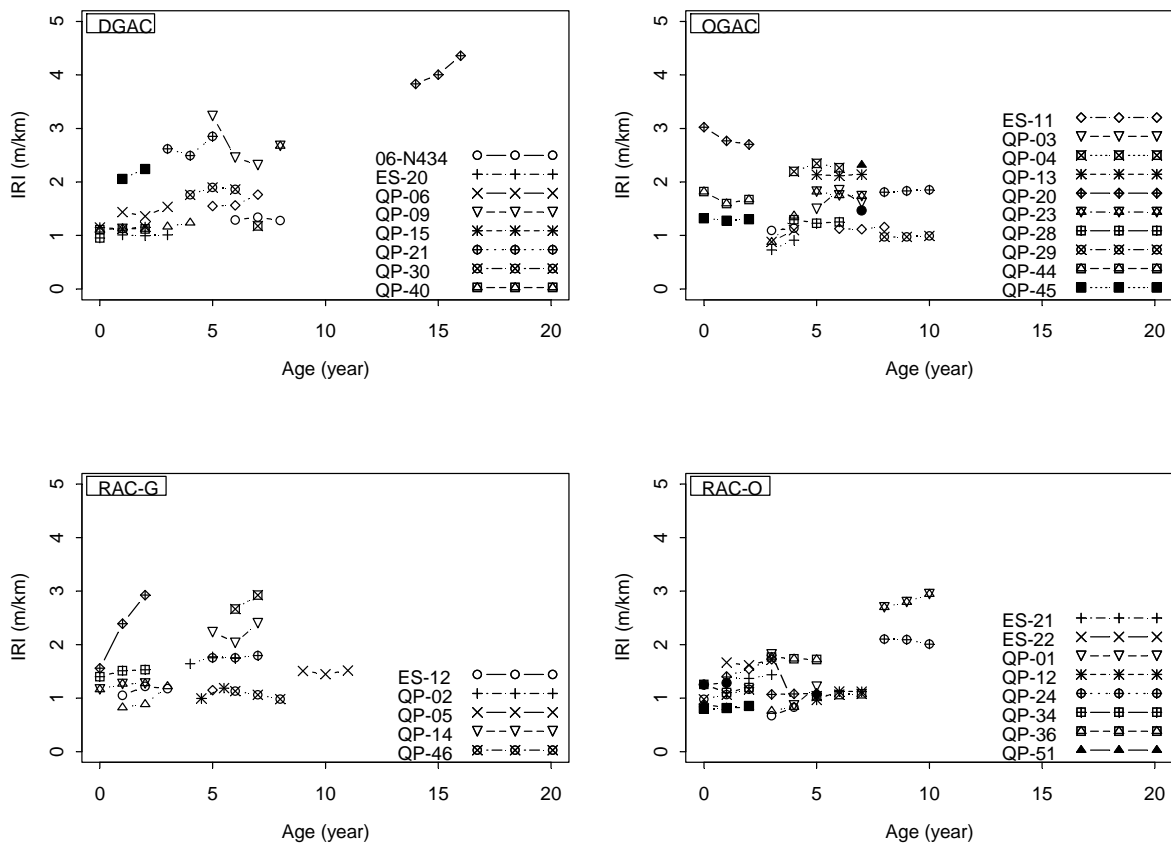 DGAC
IRI (m/km)
5
4
3
2
1
0
06-N434
ES-20
QP-06
QP-09
QP-15
QP-21
QP-30
QP-40
0 5 10 15 20
Age (year)
OGAC
IRI (m/km)
5
4
3
2
1
0
ES-11
QP-03
QP-04
QP-13
QP-20
QP-23
QP-28
QP-29
QP-44
QP-45
0 5 10 15 20
Age (year)
RAC-G
IRI (m/km)
5
4
3
2
1
0
ES-12
QP-02
QP-05
QP-14
QP-46
0 5 10 15 20
Age (year)
RAC-O
IRI (m/km)
5
4
3
2
1
0
ES-21
ES-22
QP-01
QP-12
QP-24
QP-34
QP-36
QP-51
0 5 10 15 20
Age (year)